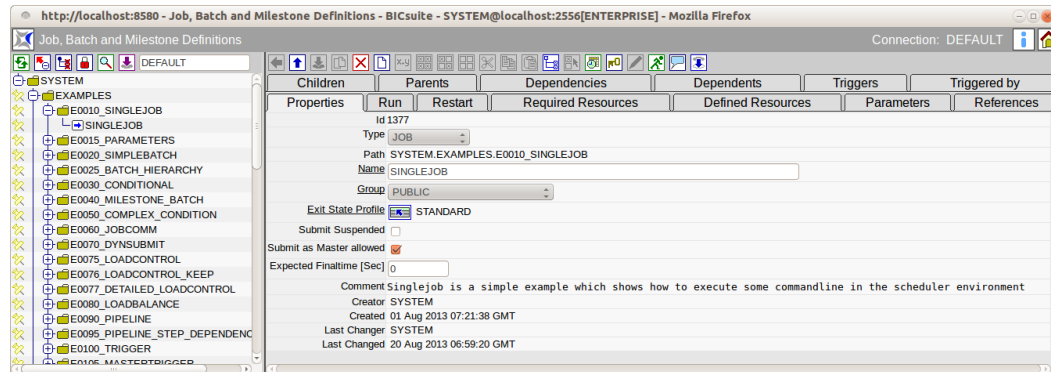 http://localhost:8580 - Job, Batch and Milestone Definitions - BICsuite - SYSTEM@localhost:2556[ENTERPRISE] - Mozilla Firefox
Job, Batch and Milestone Definitions
Connection: DEFAULT
DEFAULT
SYSTEM
EXAMPLES
E0010_SINGLEJOB
SINGLEJOB
E0015_PARAMETERS
E0020_SIMPLEBATCH
E0025_BATCH_HIERARCHY
E0030_CONDITIONAL
E0040_MILESTONE_BATCH
E0050_COMPLEX_CONDITION
E0060_JOBCOMM
E0070_DYNSUBMIT
E0075_LOADCONTROL
E0076_LOADCONTROL_KEEP
E0077_DETAILED_LOADCONTROL
E0080_LOADBALANCE
E0090_PIPELINE
E0095_PIPELINE_STEP_DEPENDENC
E0100_TRIGGER
E0105_MASTERTRIGGER
Children Parents Dependencies Dependents Triggers Triggered by
Properties Run Restart Required Resources Defined Resources Parameters References
Id 1377
Type JOB
Path SYSTEM.EXAMPLES.E0010_SINGLEJOB
Name SINGLEJOB
Group PUBLIC
Exit State Profile STANDARD
Submit Suspended
Submit as Master allowed
Expected Finaltime [Sec] 0
Comment Singlejob is a simple example which shows how to execute some commandline in the scheduler environment
Creator SYSTEM
Created 01 Aug 2013 07:21:38 GMT
Last Changer SYSTEM
Last Changed 20 Aug 2013 06:59:20 GMT